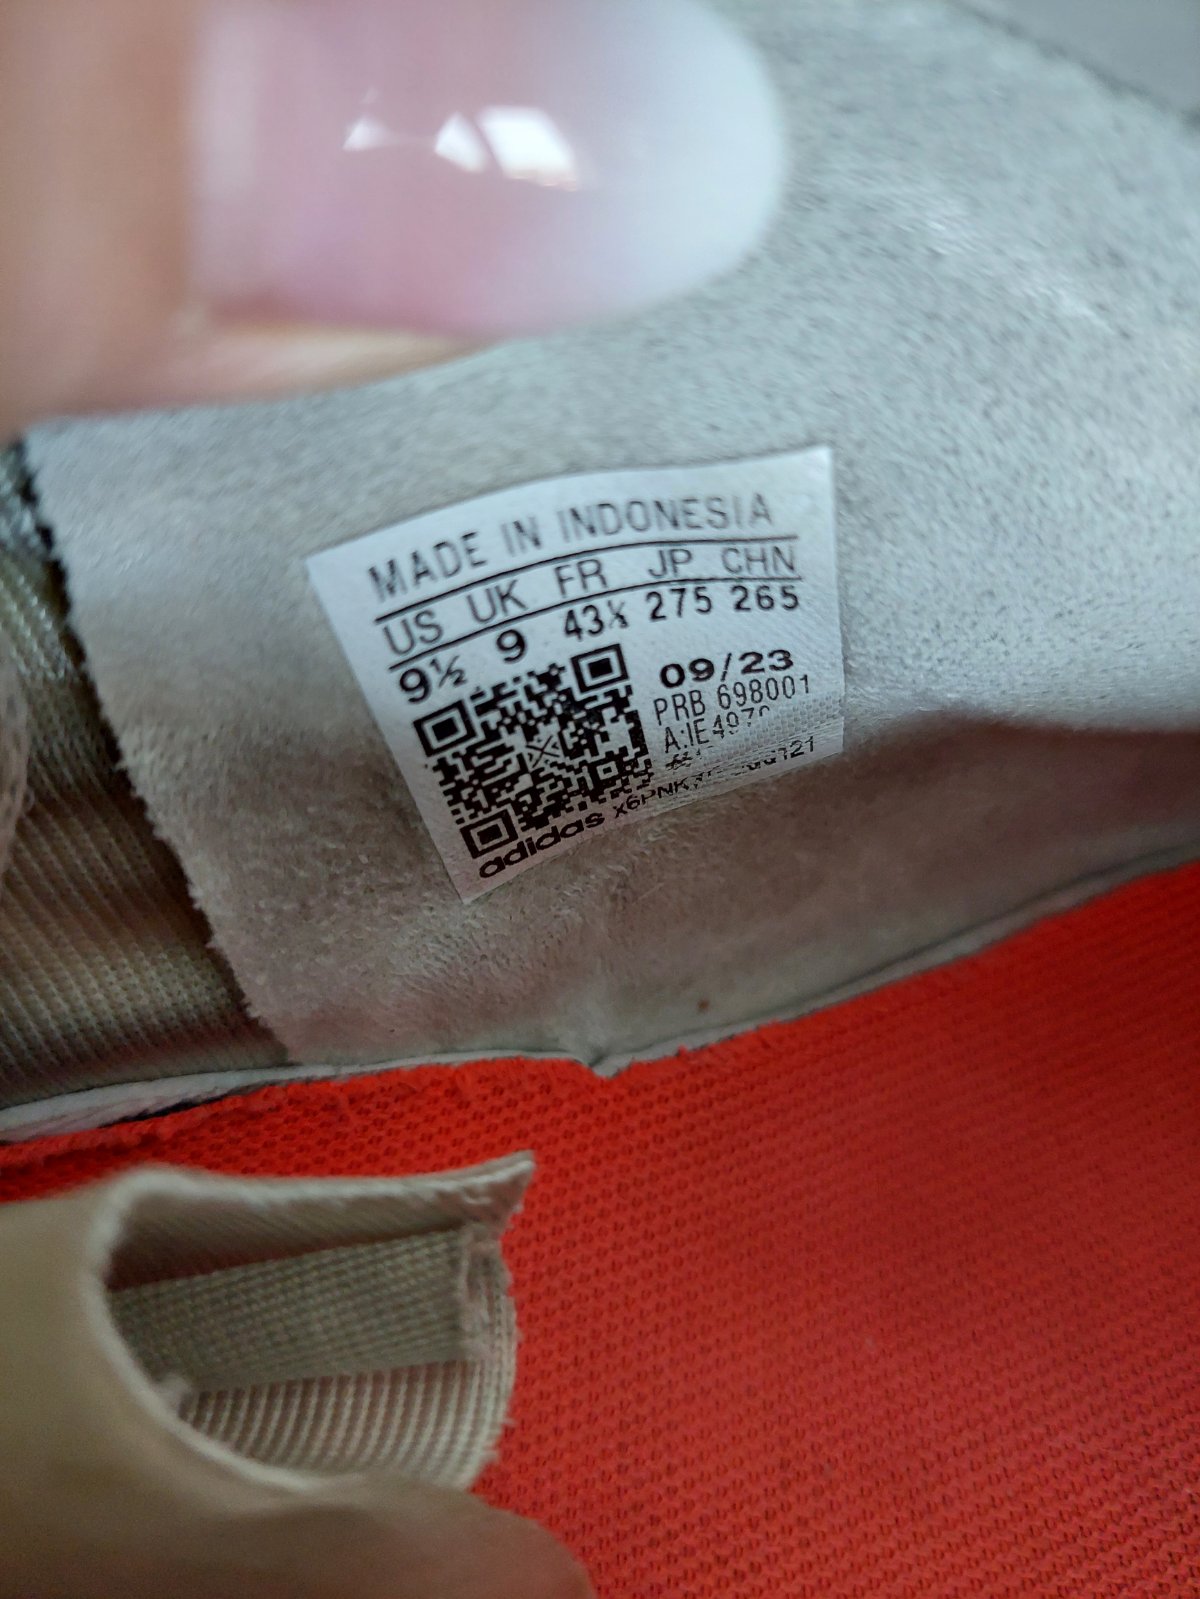 MADE IN INDONESIA
US UK FR JP CHN
9½ 9 43⅓ 275 265
09/23
PRB 698001
adidas